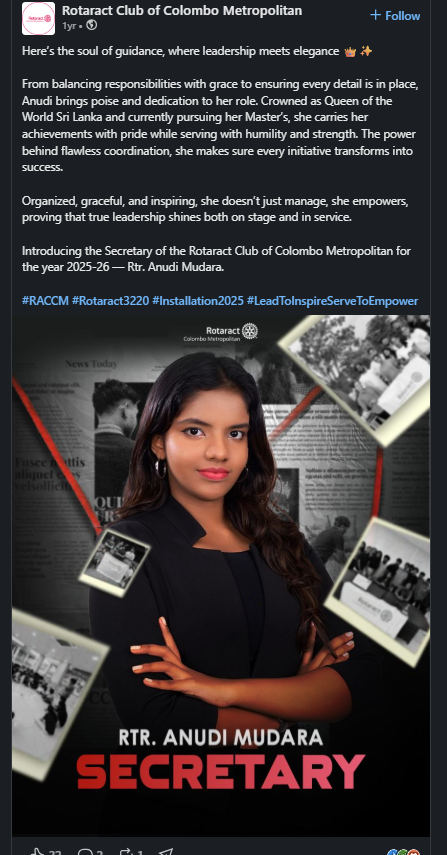 Rotaract Club of Colombo Metropolitan
+ Follow
1yr •
Here's the soul of guidance, where leadership meets elegance 👑 ✨
From balancing responsibilities with grace to ensuring every detail is in place,
Anudi brings poise and dedication to her role. Crowned as Queen of the
World Sri Lanka and currently pursuing her Master's, she carries her
achievements with pride while serving with humility and strength. The power
behind flawless coordination, she makes sure every initiative transforms into
success.
Organized, graceful, and inspiring, she doesn't just manage, she empowers,
proving that true leadership shines both on stage and in service.
Introducing the Secretary of the Rotaract Club of Colombo Metropolitan for
the year 2025-26 — Rtr. Anudi Mudara.
#RACCM #Rotaract3220 #Installation2025 #LeadToInspireServeToEmpower
Rotaract
Colombo Metropolitan
News Today
RTR. ANUDI MUDARA
SECRETARY